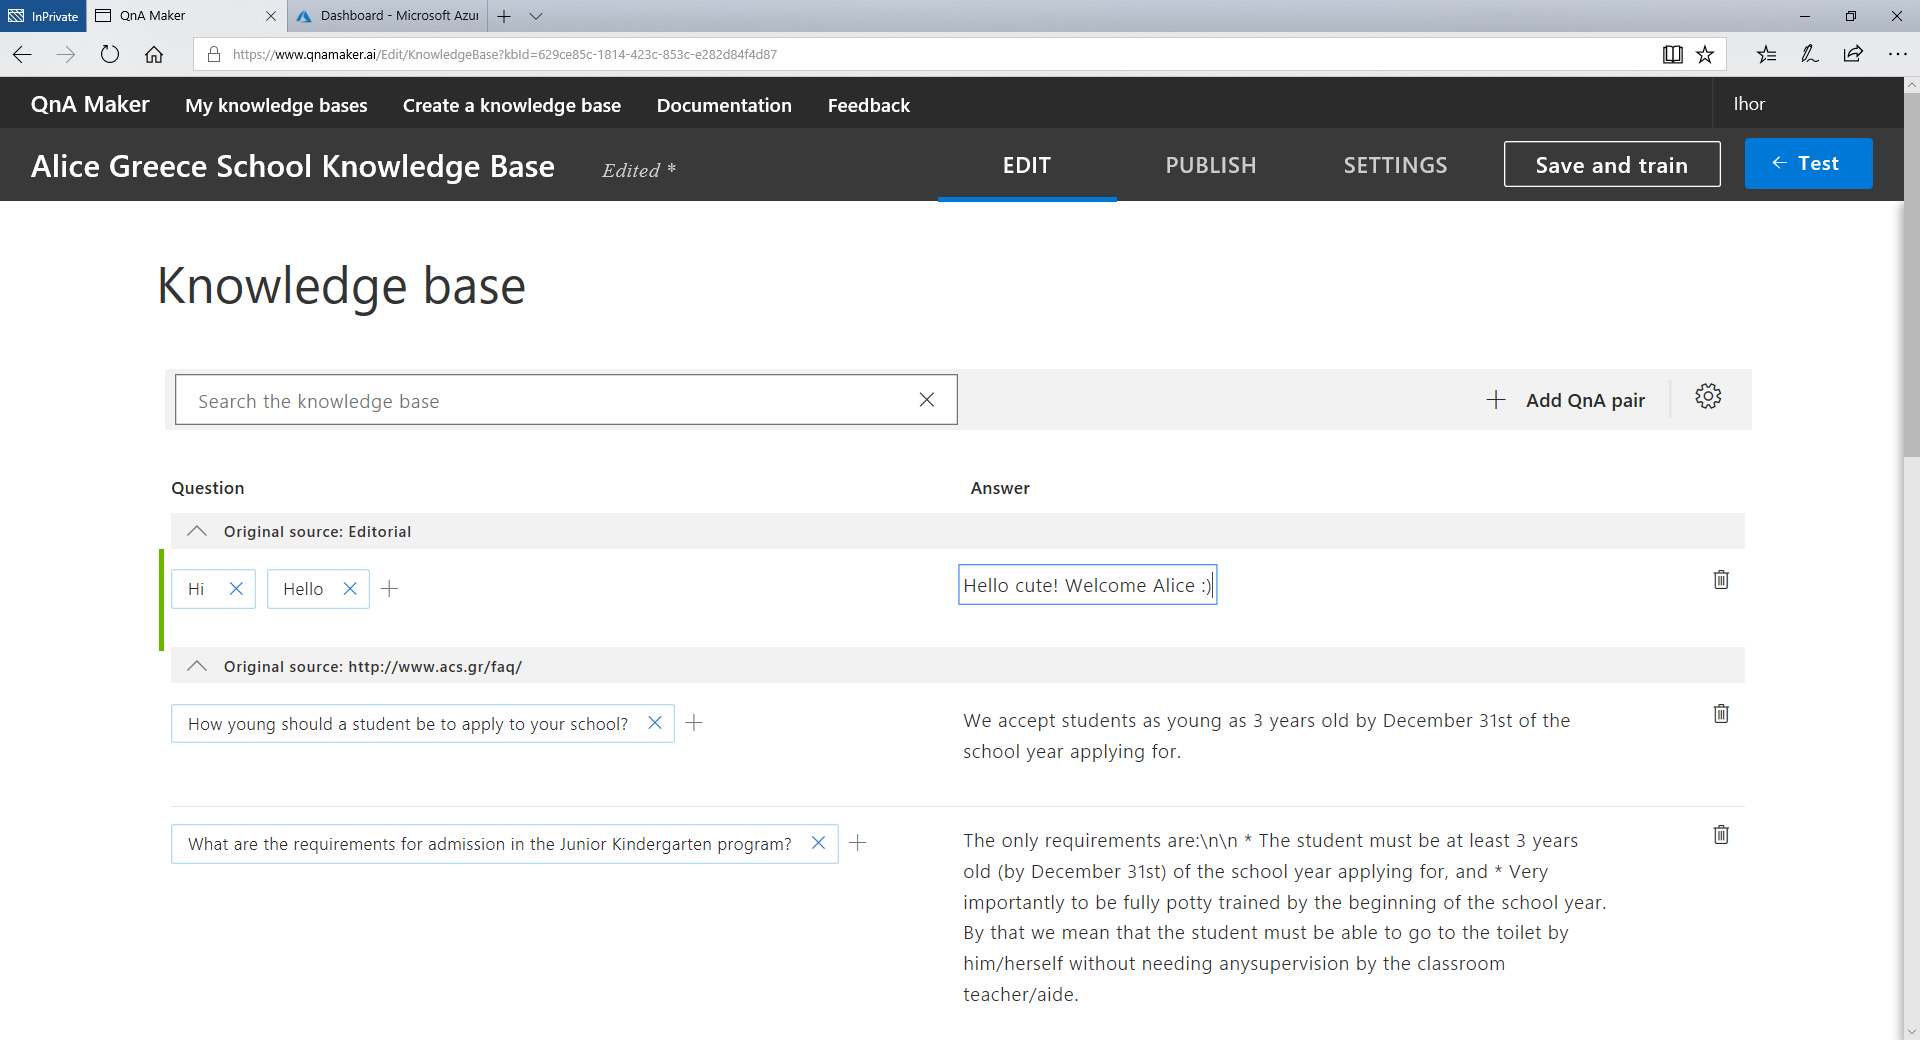 InPrivate
QnA Maker
Dashboard - Microsoft Azur
https://www.qnamaker.ai/Edit/KnowledgeBase?kbId=629ce85c-1814-423c-853c-e282d84f4d87
QnA Maker My knowledge bases Create a knowledge base Documentation Feedback Ihor
Alice Greece School Knowledge Base Edited * EDIT PUBLISH SETTINGS Save and train ← Test
Knowledge base
Search the knowledge base
Add QnA pair
Question Answer
Original source: Editorial
Hi Hello Hello cute! Welcome Alice :)
Original source: http://www.acs.gr/faq/
How young should a student be to apply to your school?
We accept students as young as 3 years old by December 31st of the
school year applying for.
What are the requirements for admission in the Junior Kindergarten program?
The only requirements are:\n\n * The student must be at least 3 years
old (by December 31st) of the school year applying for, and * Very
importantly to be fully potty trained by the beginning of the school year.
By that we mean that the student must be able to go to the toilet by
him/herself without needing anysupervision by the classroom
teacher/aide.